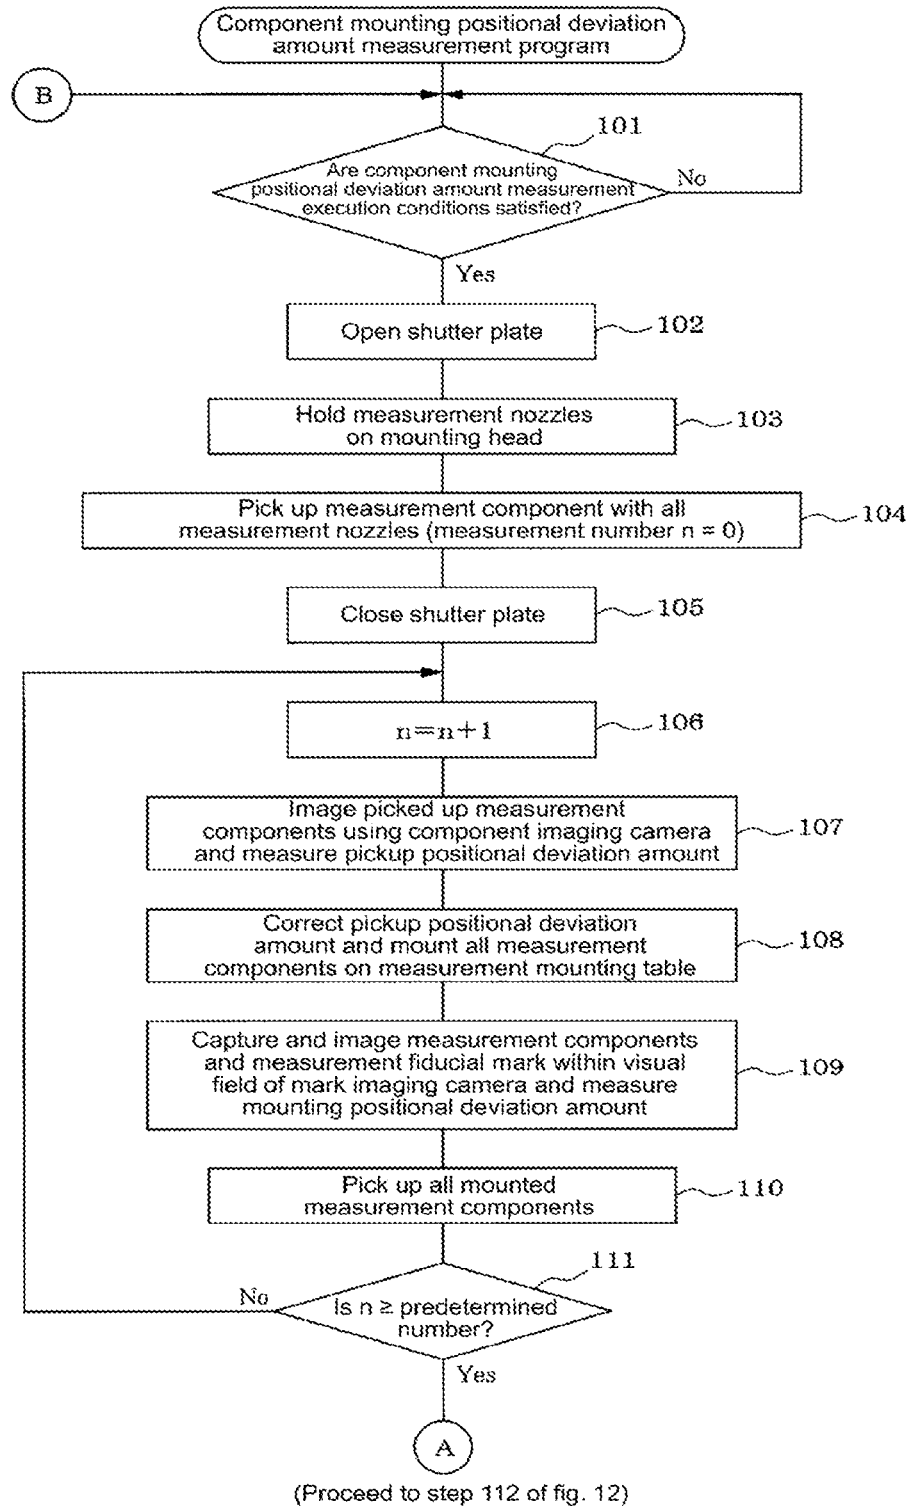 Component mounting positional deviation
amount measurement program
B
101
Are component mounting
positional deviation amount measurement
execution conditions satisfied?
No
Yes
Open shutter plate
102
Hold measurement nozzles
on mounting head
103
Pick up measurement component with all
measurement nozzles (measurement number n = 0)
104
Close shutter plate
105
n=n+1
106
Image picked up measurement
components using component imaging camera
and measure pickup positional deviation amount
107
Correct pickup positional deviation
amount and mount all measurement
components on measurement mounting table
108
Capture and image measurement components
and measurement fiducial mark within visual
field of mark imaging camera and measure
mounting positional deviation amount
109
Pick up all mounted
measurement components
110
111
No
Is n ≥ predetermined
number?
Yes
A
(Proceed to step 112 of fig. 12)